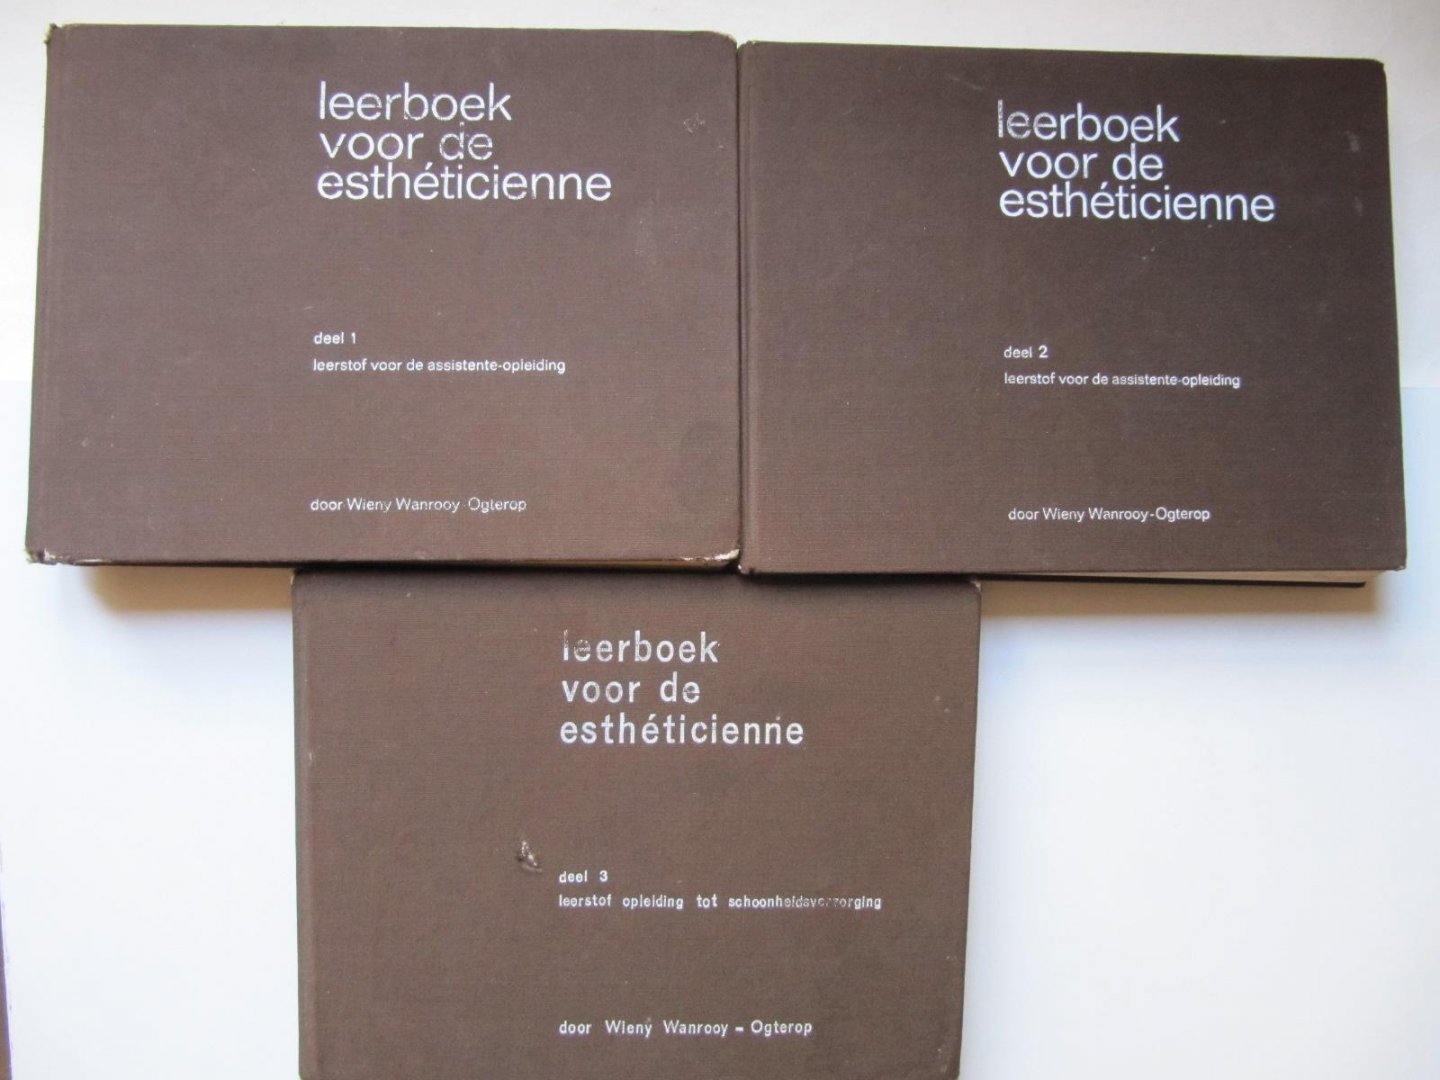 leerboek
voor de
esthéticienne
deel 1
leerstof voor de assistente-opleiding
door Wieny Wanrooy-Ogterop
leerboek
voor de
esthéticienne
deel 2
leerstof voor de assistente-opleiding
door Wieny Wanrooy-Ogterop
leerboek
voor de
esthéticienne
deel 3
leerstof opleiding tot schoonheidsverzorging
door Wieny Wanrooy - Ogterop